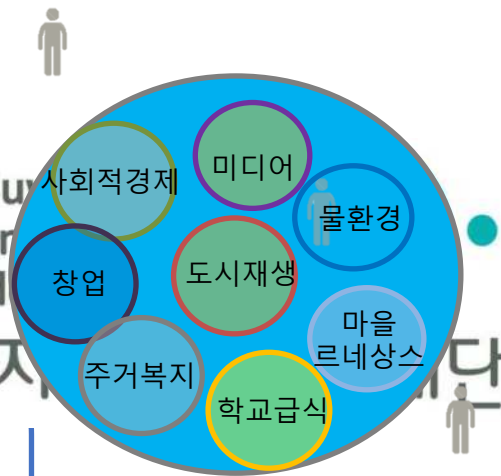 미디어
사회적경제
물환경
도시재생
창업
마을
르네상스
주거복지
학교급식